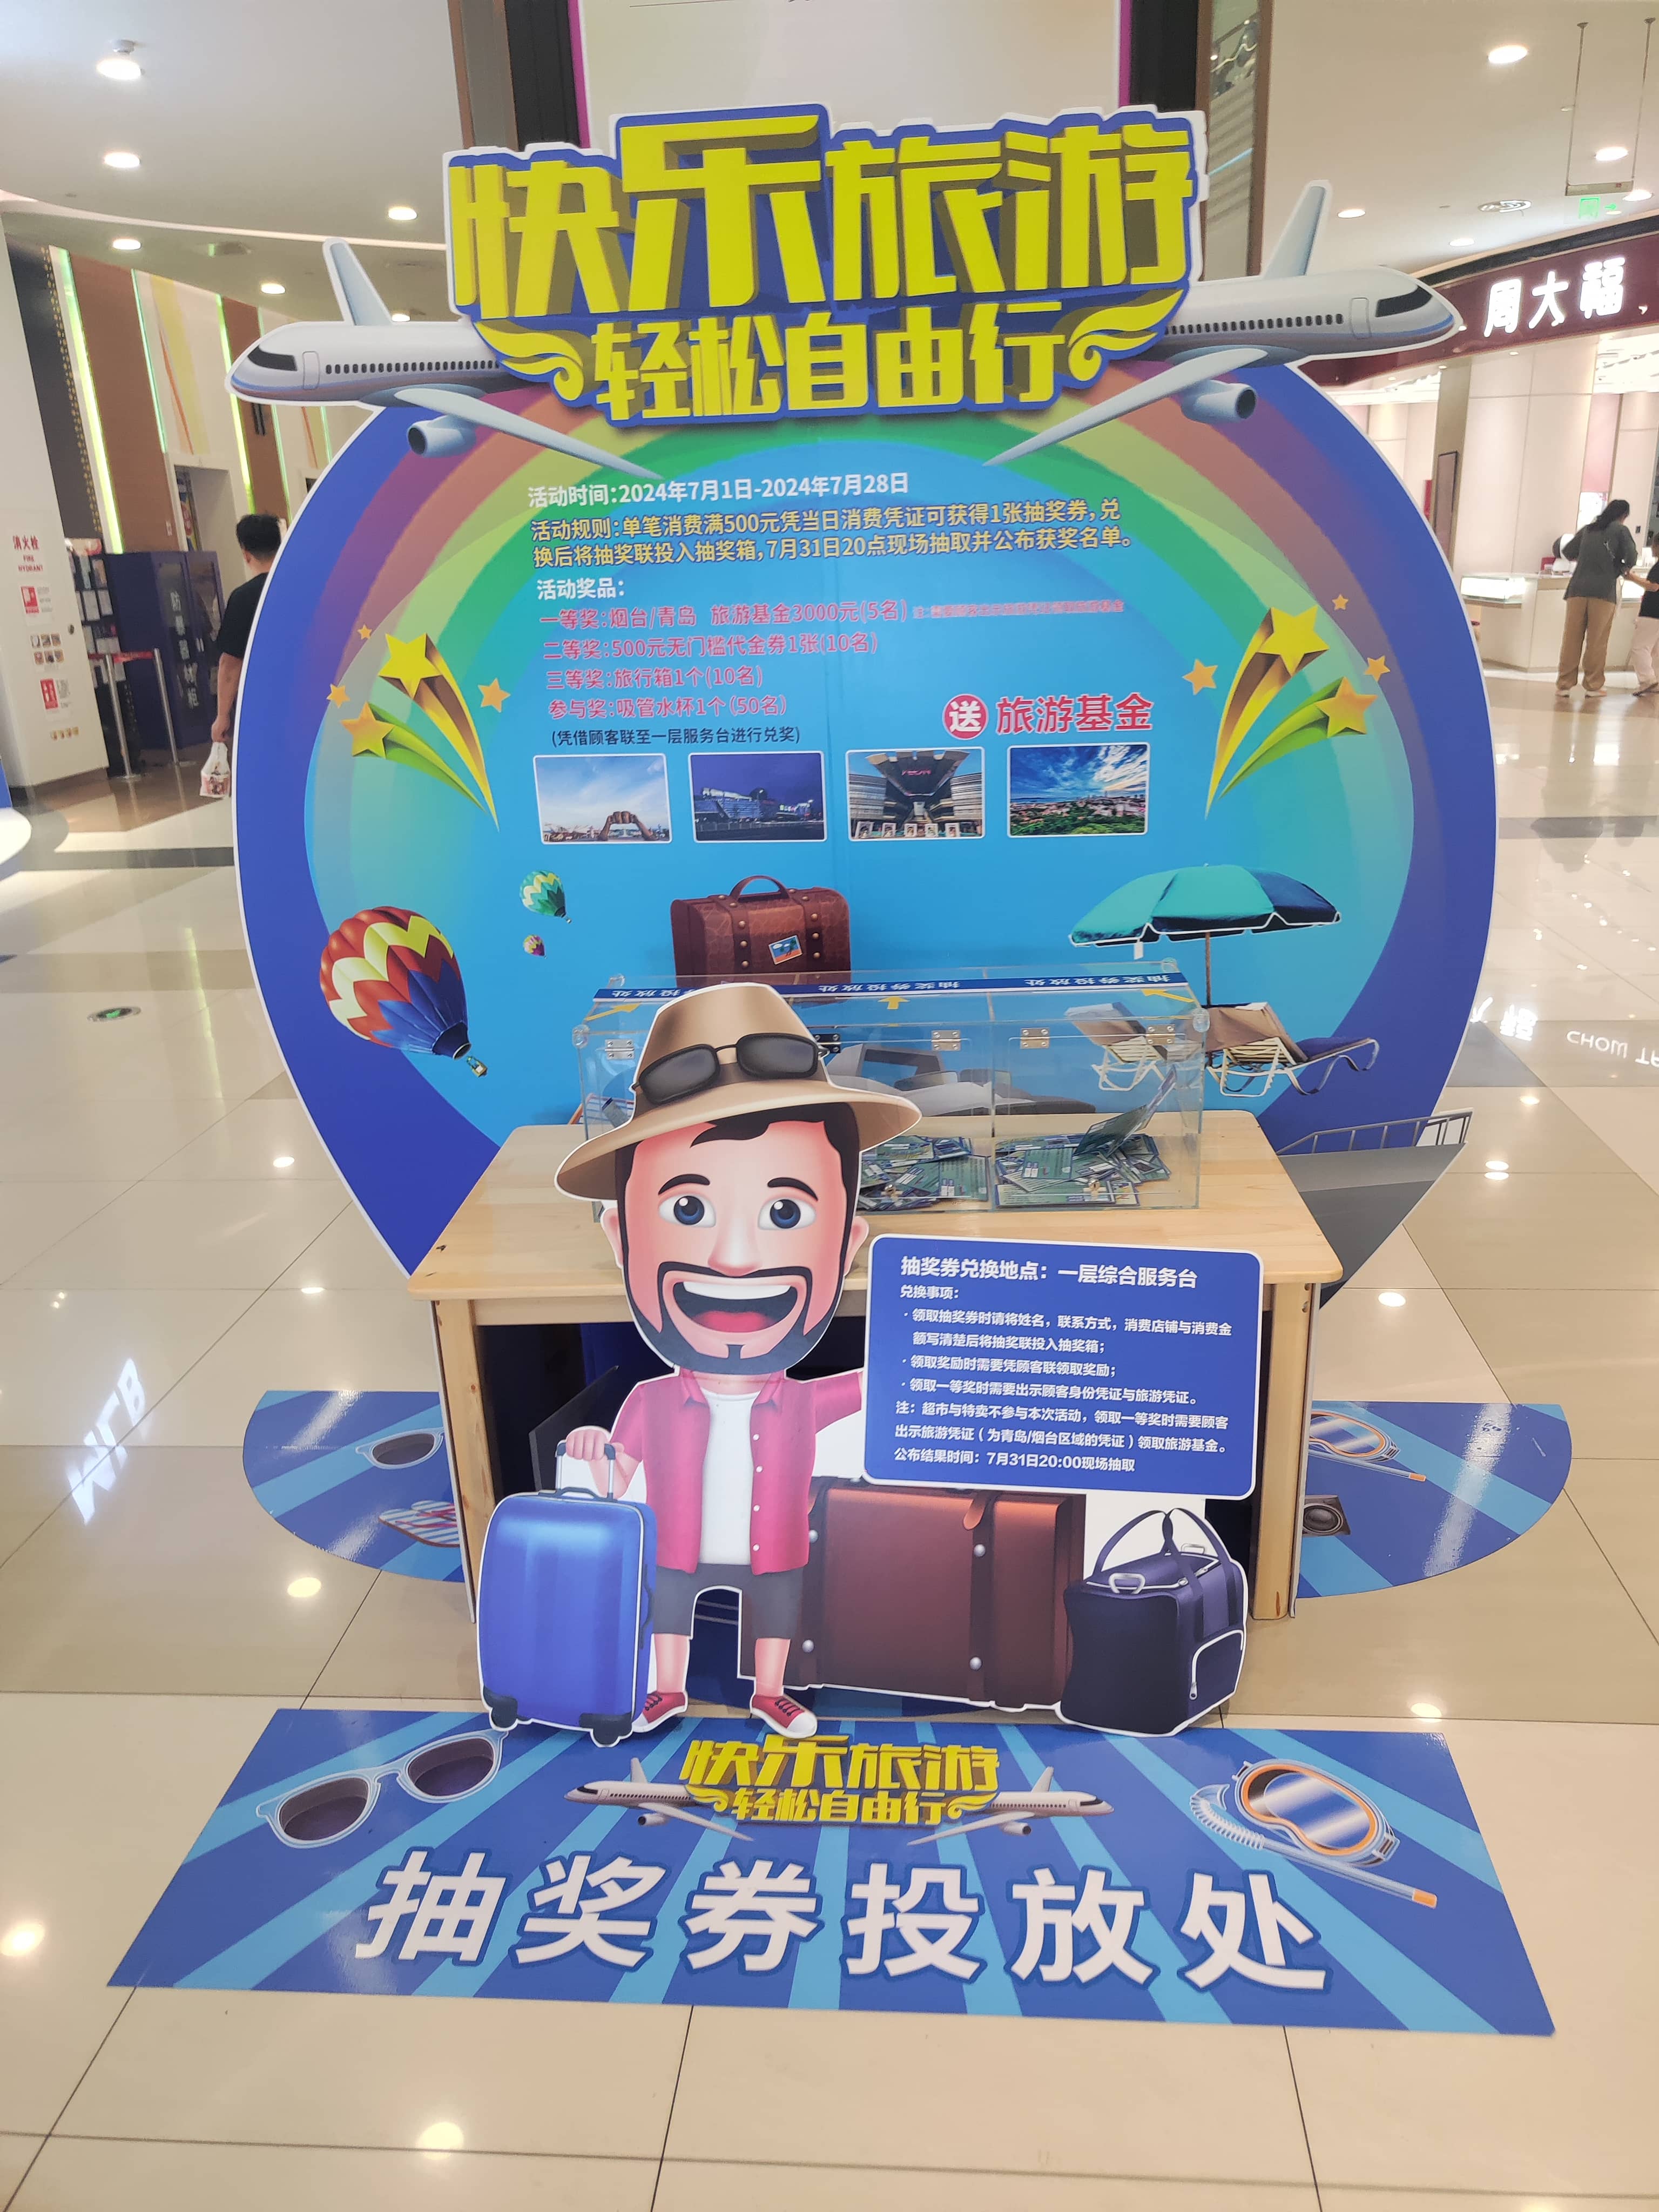 快乐旅游
轻松自由行
周大福
活动时间:2024年7月1日-2024年7月28日
活动规则:单笔消费满500元凭当日消费凭证可获得1张抽奖券,兑
换后将抽奖联投入抽奖箱,7月31日20点现场抽取并公布获奖名单。
活动奖品:
一等奖:烟台/青岛 旅游基金3000元(5名)
二等奖:500元无门槛代金券1张(10名)
三等奖:旅行箱1个(10名)
参与奖:吸管水杯1个(50名)
(凭借顾客联至一层服务台进行兑奖)
送 旅游基金
消火栓
FIRE
HYDRANT
抽奖券投放处
抽奖券投放处
抽奖券投放处
抽奖券投放处
抽奖券兑换地点：一层综合服务台
兑换事项：
·领取抽奖券时请将姓名，联系方式，消费店铺与消费金
额写清楚后将抽奖联投入抽奖箱；
·领取奖励时需要凭顾客联领取奖励；
·领取一等奖时需要出示顾客身份凭证与旅游凭证。
注：超市与特卖不参与本次活动，领取一等奖时需要顾客
出示旅游凭证（为青岛/烟台区域的凭证）领取旅游基金。
公布结果时间：7月31日20:00现场抽取
快乐旅游
轻松自由行
抽奖券投放处